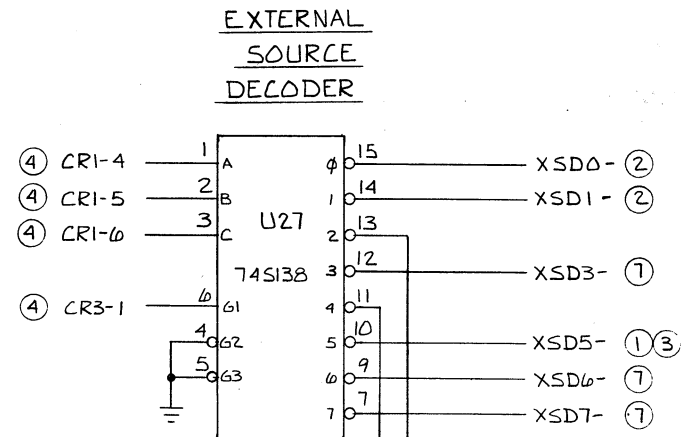 EXTERNAL
SOURCE
DECODER
4 CR1-4 1 A φ 15 XSD0- 2
4 CR1-5 2 B 1 14 XSD1- 2
4 CR1-6 3 C U27 2 13
74S138 3 12 XSD3- 7
4 CR3-1 6 G1 4 11
4 G2 5 10 XSD5- 1 3
5 G3 6 9 XSD6- 7
7 7 XSD7- 7